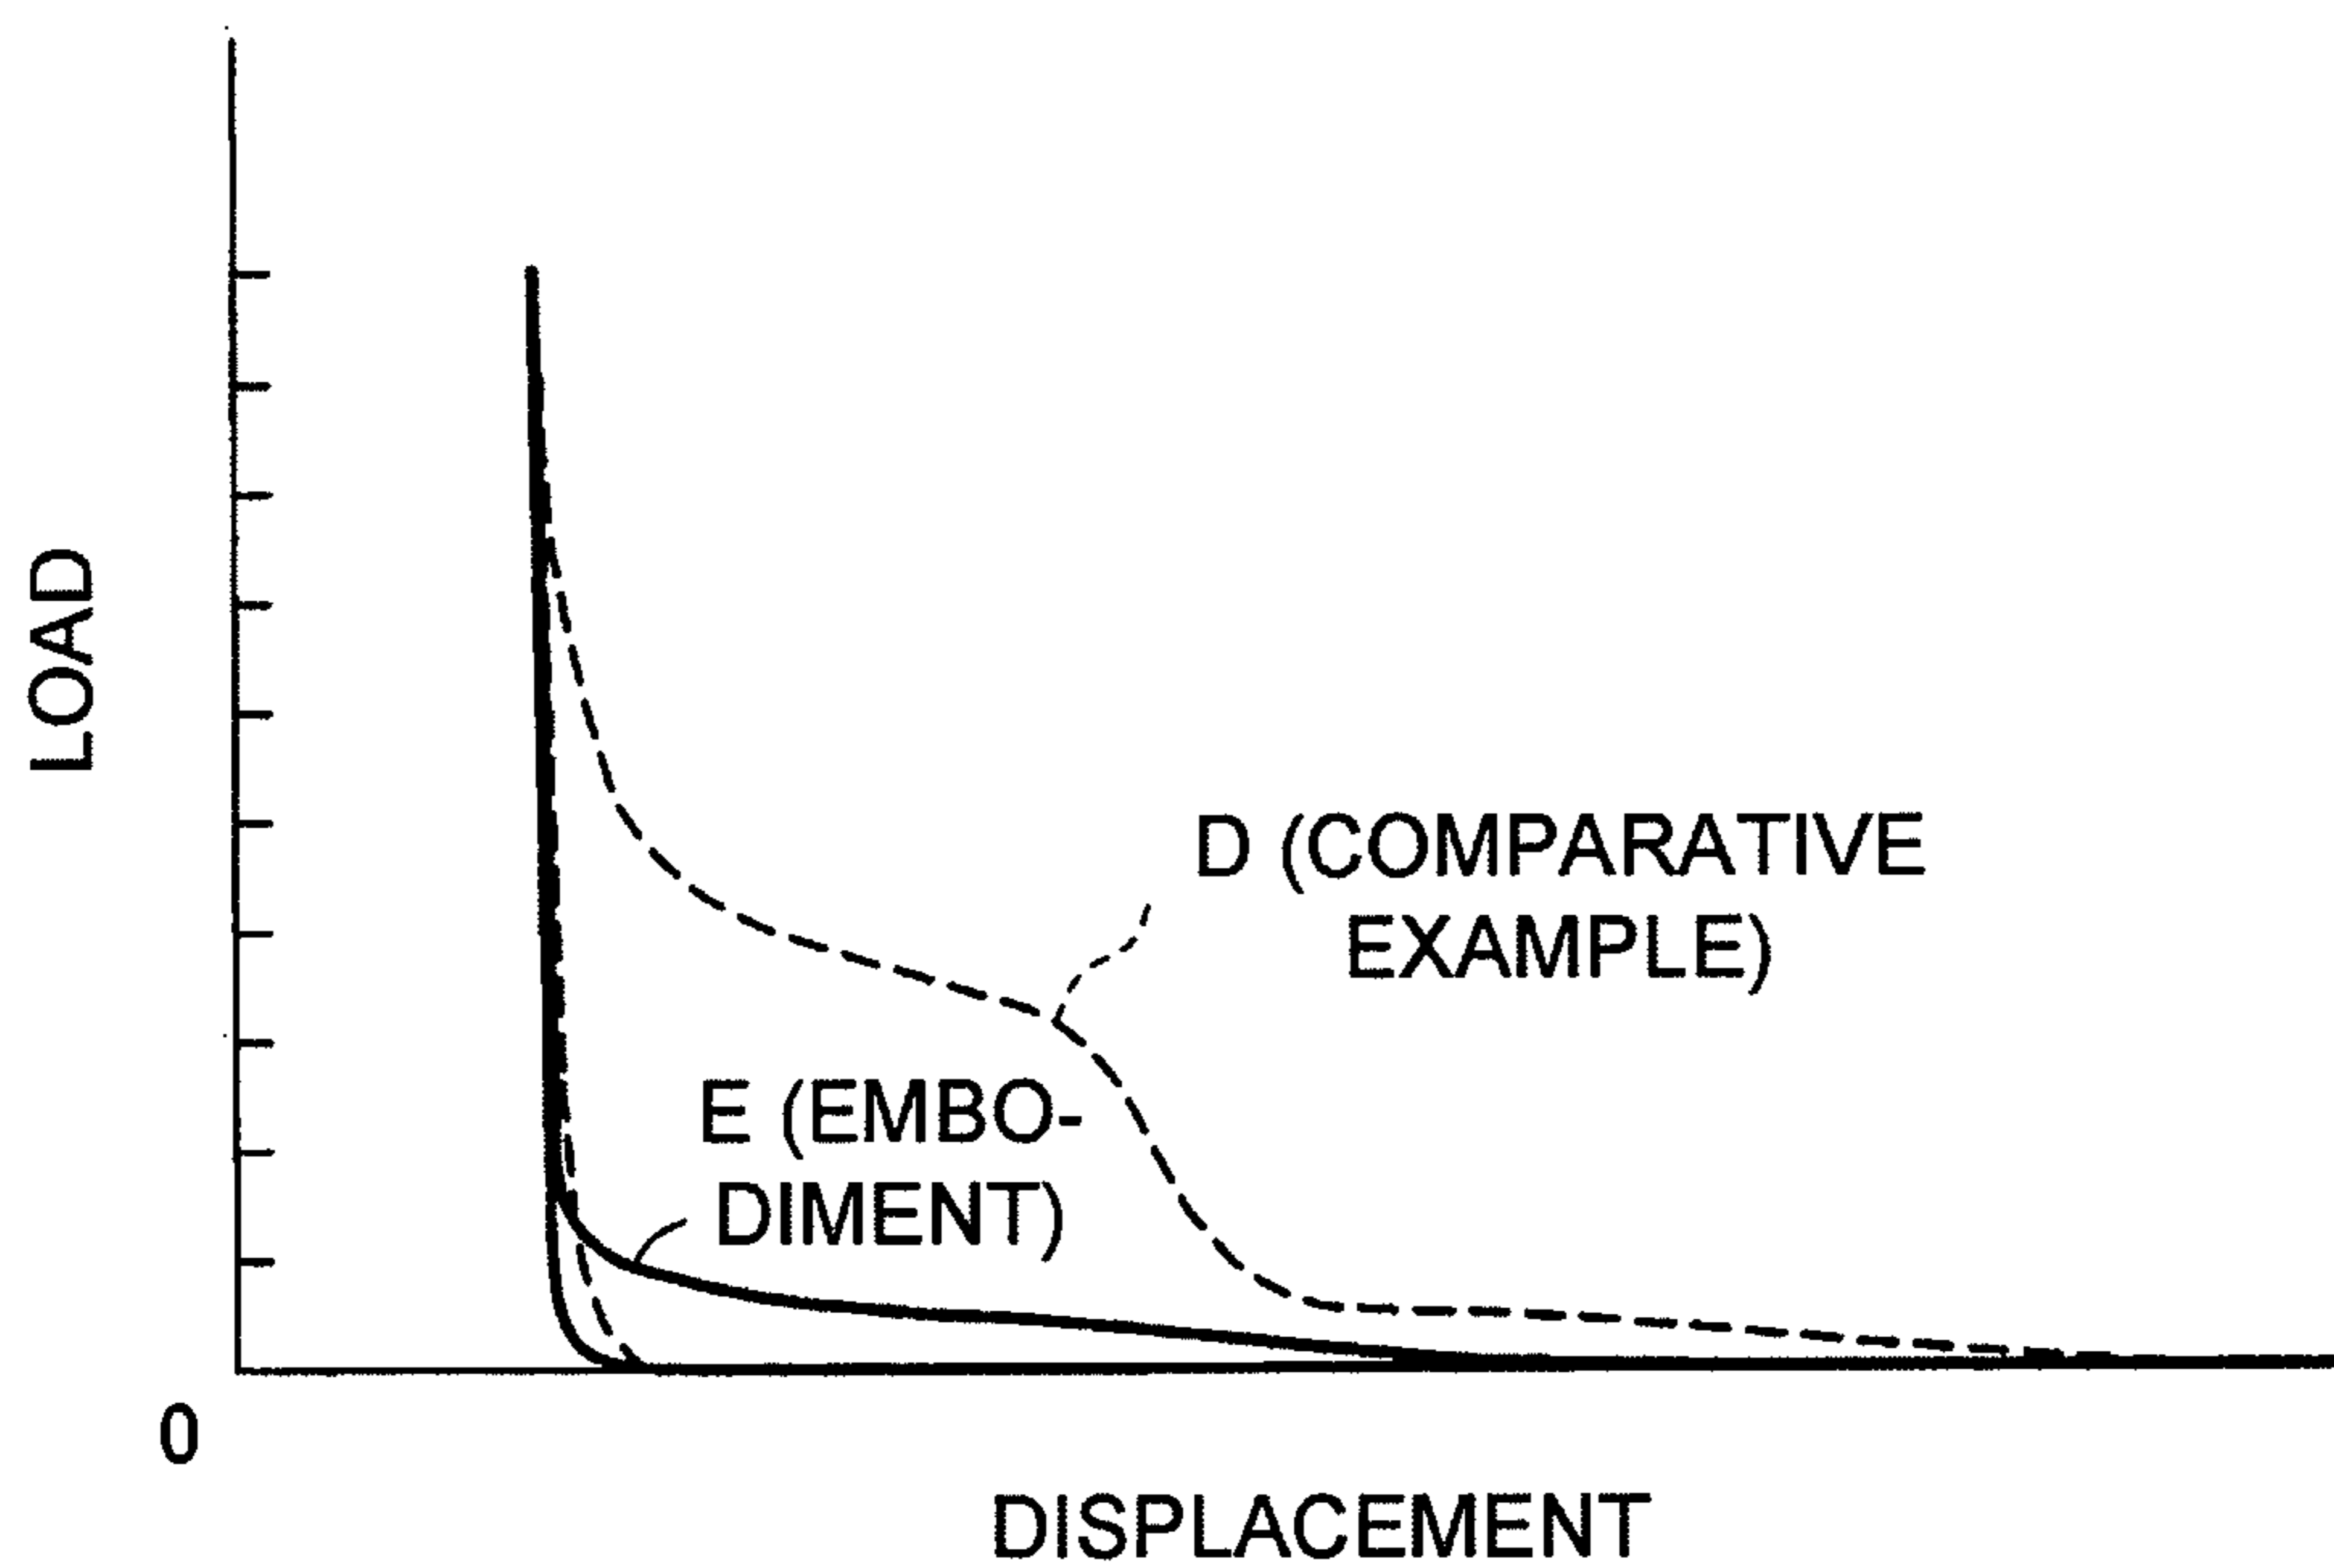 LOAD
D (COMPARATIVE
EXAMPLE)
E (EMBO-
DIMENT)
0
DISPLACEMENT